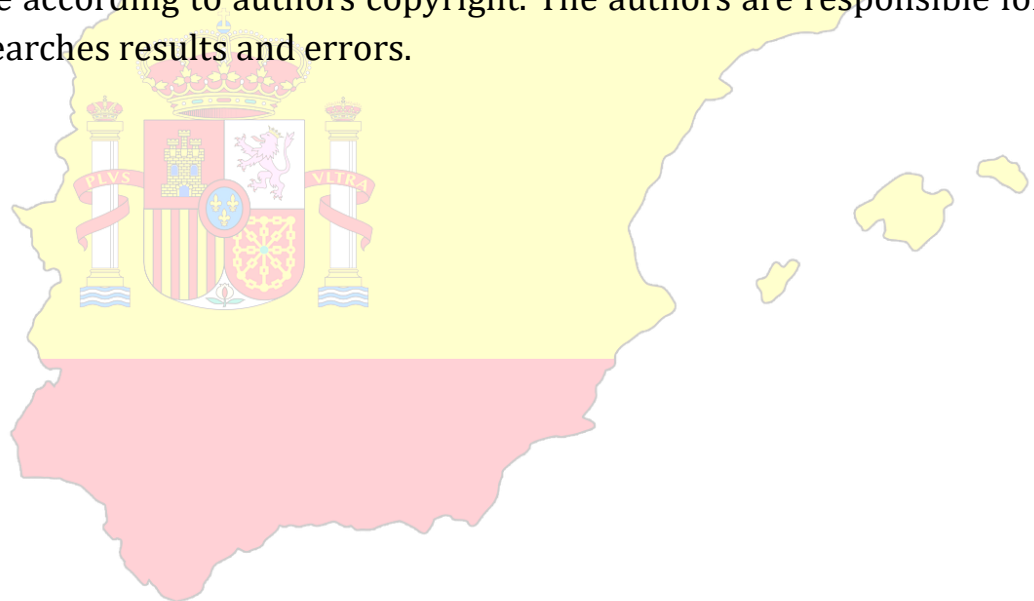 e according to authors copyright. The authors are responsible for
earches results and errors.
PLVS VLTRA